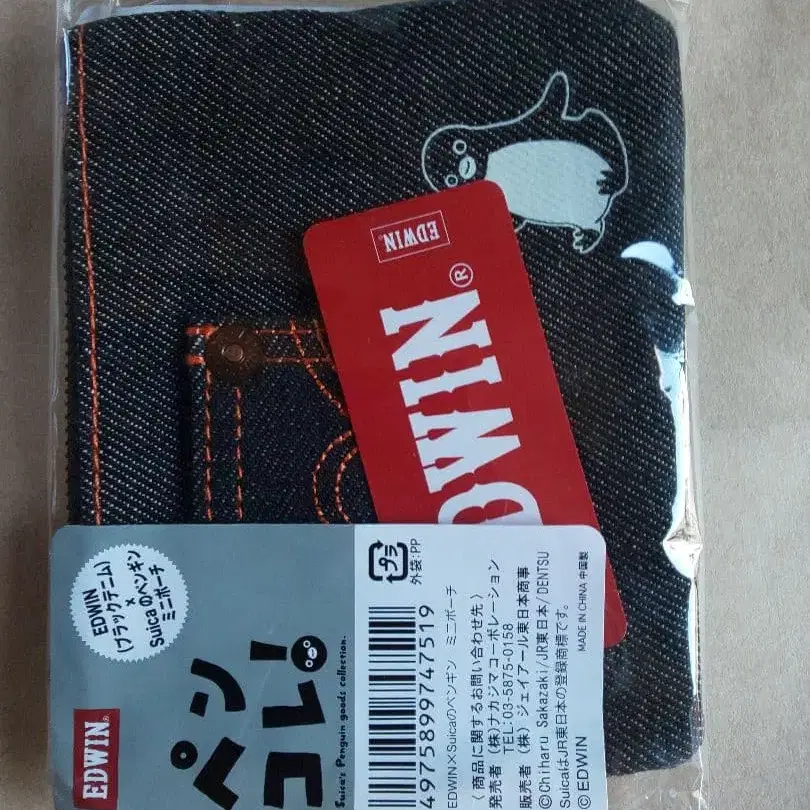 EDWIN®
EDWIN®
EDWIN
(ブラックデニム)
×
Suicaのペンギン
ミニポーチ
EDWIN®
ペンコレ!
Suica's Penguin goods collection.
プラ
外袋:PP
4975899747519
EDWIN×Suicaのペンギン ミニポーチ
〈 商品に関するお問い合わせ先 〉
発売者 (株)ナカジマコーポレーション
TEL:03-5875-0158
販売者 (株) ジェイアール東日本商事
©Chiharu Sakazaki/JR東日本/DENTSU
SuicaはJR東日本の登録商標です。
©EDWIN
MADE IN CHINA 中国製